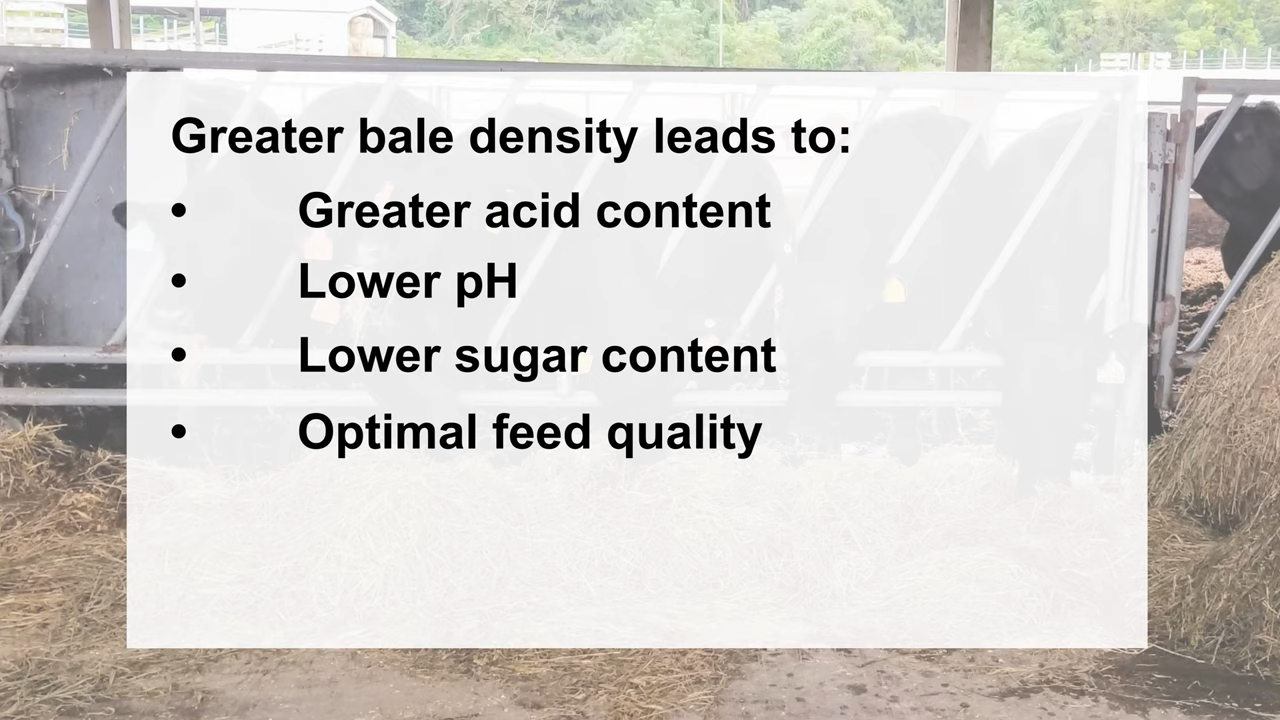 Greater bale density leads to:
• Greater acid content
• Lower pH
• Lower sugar content
• Optimal feed quality